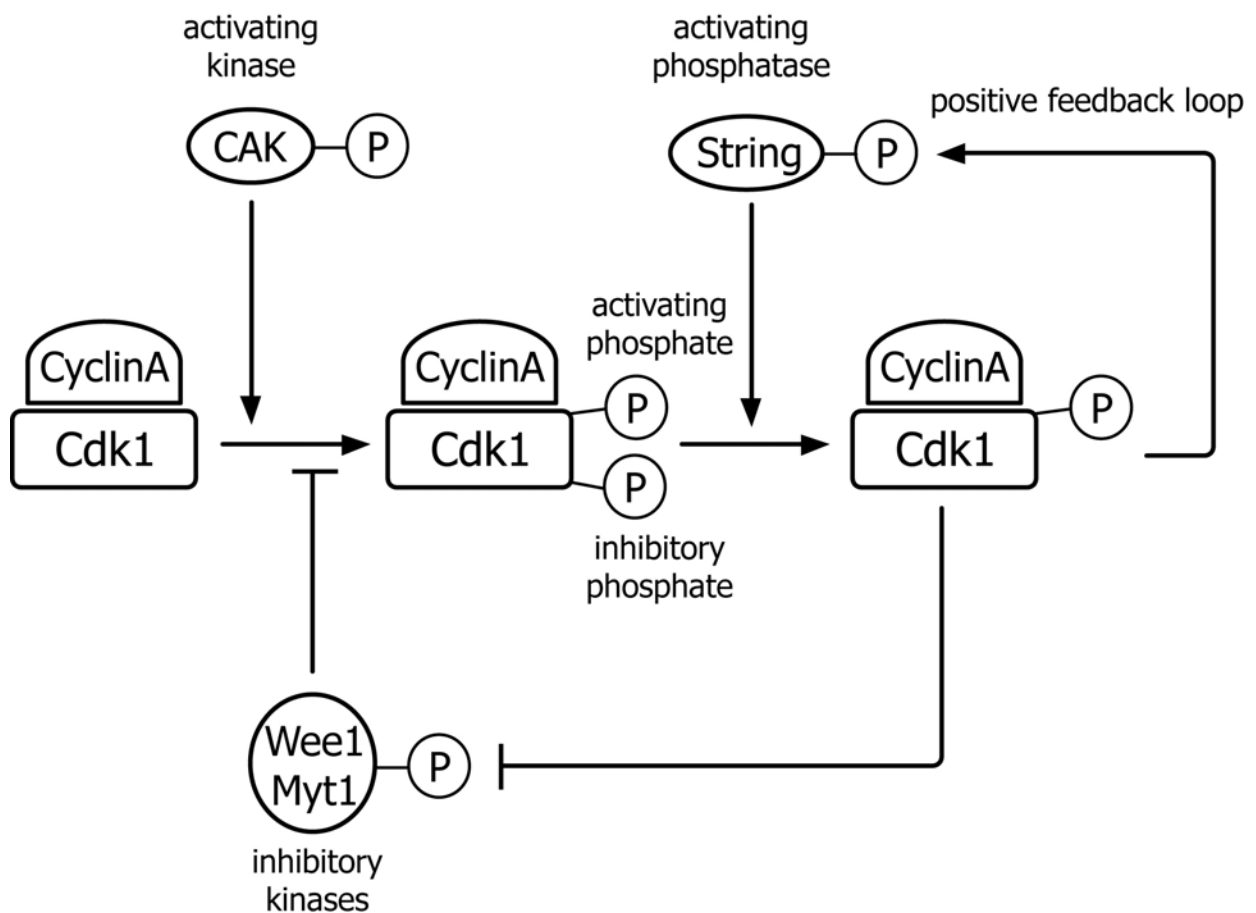 activating
kinase
CAK
P
activating
phosphatase
String
P
positive feedback loop
CyclinA
Cdk1
CyclinA
Cdk1
activating
phosphate
P
P
inhibitory
phosphate
CyclinA
Cdk1
P
Wee1
Myt1
P
inhibitory
kinases